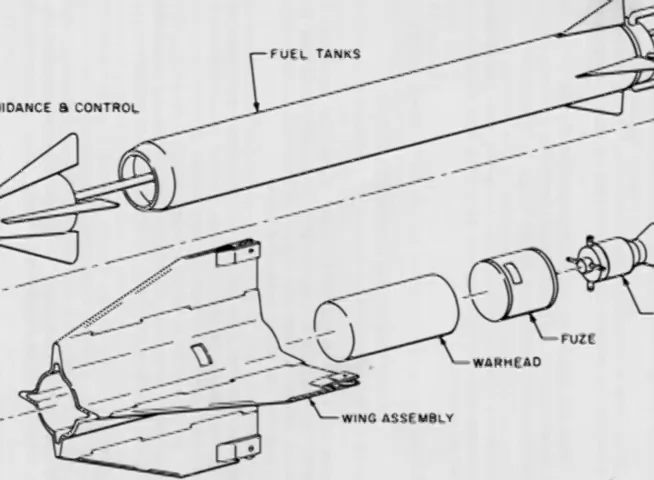 FUEL TANKS
IDANCE & CONTROL
FUZE
WARHEAD
WING ASSEMBLY